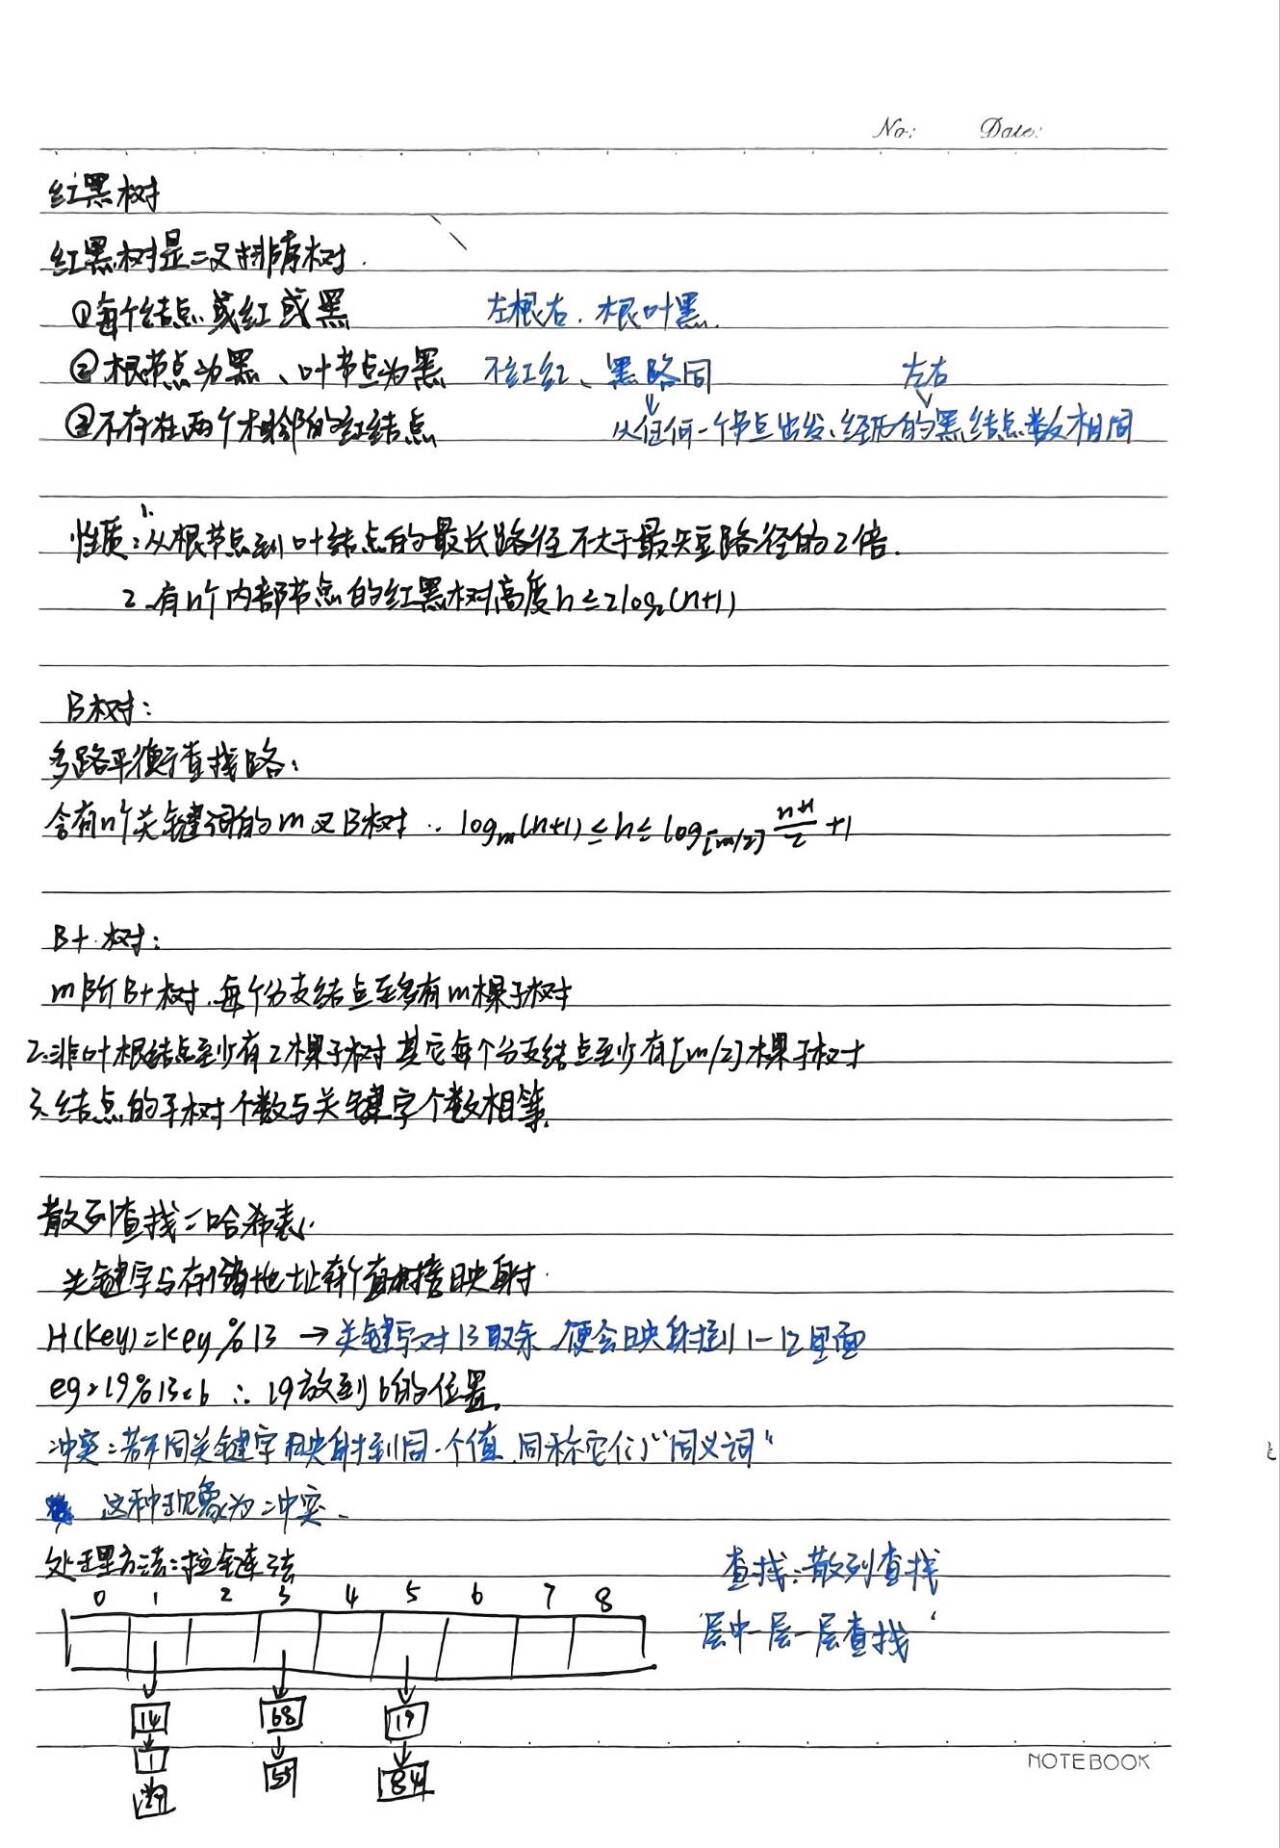 No: Date:
红黑树
红黑树是二叉排序树.
①每个结点或红或黑 左根右. 根叶黑.
②根节点为黑、叶节点为黑 不红红、黑路同 左右
③不存在两个相邻的红结点 从任何一个节点出发,经历的黑结点数相同
性质:1.从根节点到叶结点的最长路径不大于最短路径的2倍.
2.有n个内部节点的红黑树高度h≤2log₂(n+1)
B树:
多路平衡查找路:
含有n个关键词的m叉B树 ∴ logm(n+1)≤h≤log[m/2] (n+1)/2 +1
B+树:
m阶B+树.每个分支结点至多有m棵子树
2.非叶根结点至少有2棵子树 其它每个分支结点至少有[m/2]棵子树
3.结点的子树个数与关键字个数相等.
散列查找:哈希表.
关键字与存储地址有个直接映射.
H(key)=key%13 → 关键字对13取余 便会映射到1-12里面
eg:19%13=6 ∴ 19放到6的位置.
冲突:若不同关键字映射到同一个值.同称它们"同义词"
这种现象为:冲突.
处理方法:拉链法 查找:散列查找
0 1 2 3 4 5 6 7 8
层中一层一层查找
14 68 19
1 55 84
NOTEBOOK